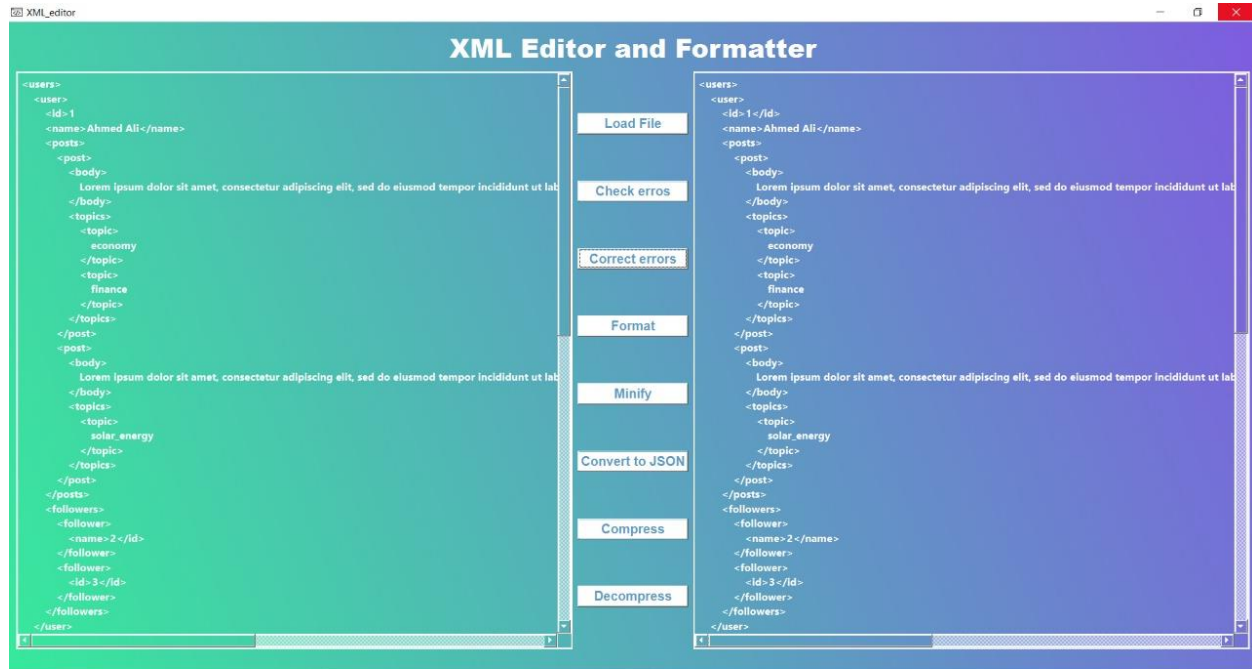 XML_editor
XML Editor and Formatter
<users>
<user>
<id>1
<name>Ahmed Ali</name>
<posts>
<post>
<body>
Lorem ipsum dolor sit amet, consectetur adipiscing elit, sed do eiusmod tempor incididunt ut lab
</body>
<topics>
<topic>
economy
</topic>
<topic>
finance
</topic>
</topics>
</post>
<post>
<body>
Lorem ipsum dolor sit amet, consectetur adipiscing elit, sed do eiusmod tempor incididunt ut lab
</body>
<topics>
<topic>
solar_energy
</topic>
</topics>
</post>
</posts>
<followers>
<follower>
<name>2</id>
</follower>
<follower>
<id>3</id>
</follower>
</followers>
</user>
Load File
Check erros
Correct errors
Format
Minify
Convert to JSON
Compress
Decompress
<users>
<user>
<id>1</id>
<name>Ahmed Ali</name>
<posts>
<post>
<body>
Lorem ipsum dolor sit amet, consectetur adipiscing elit, sed do eiusmod tempor incididunt ut lab
</body>
<topics>
<topic>
economy
</topic>
<topic>
finance
</topic>
</topics>
</post>
<post>
<body>
Lorem ipsum dolor sit amet, consectetur adipiscing elit, sed do eiusmod tempor incididunt ut lab
</body>
<topics>
<topic>
solar_energy
</topic>
</topics>
</post>
</posts>
<followers>
<follower>
<name>2</name>
</follower>
<follower>
<id>3</id>
</follower>
</followers>
</user>